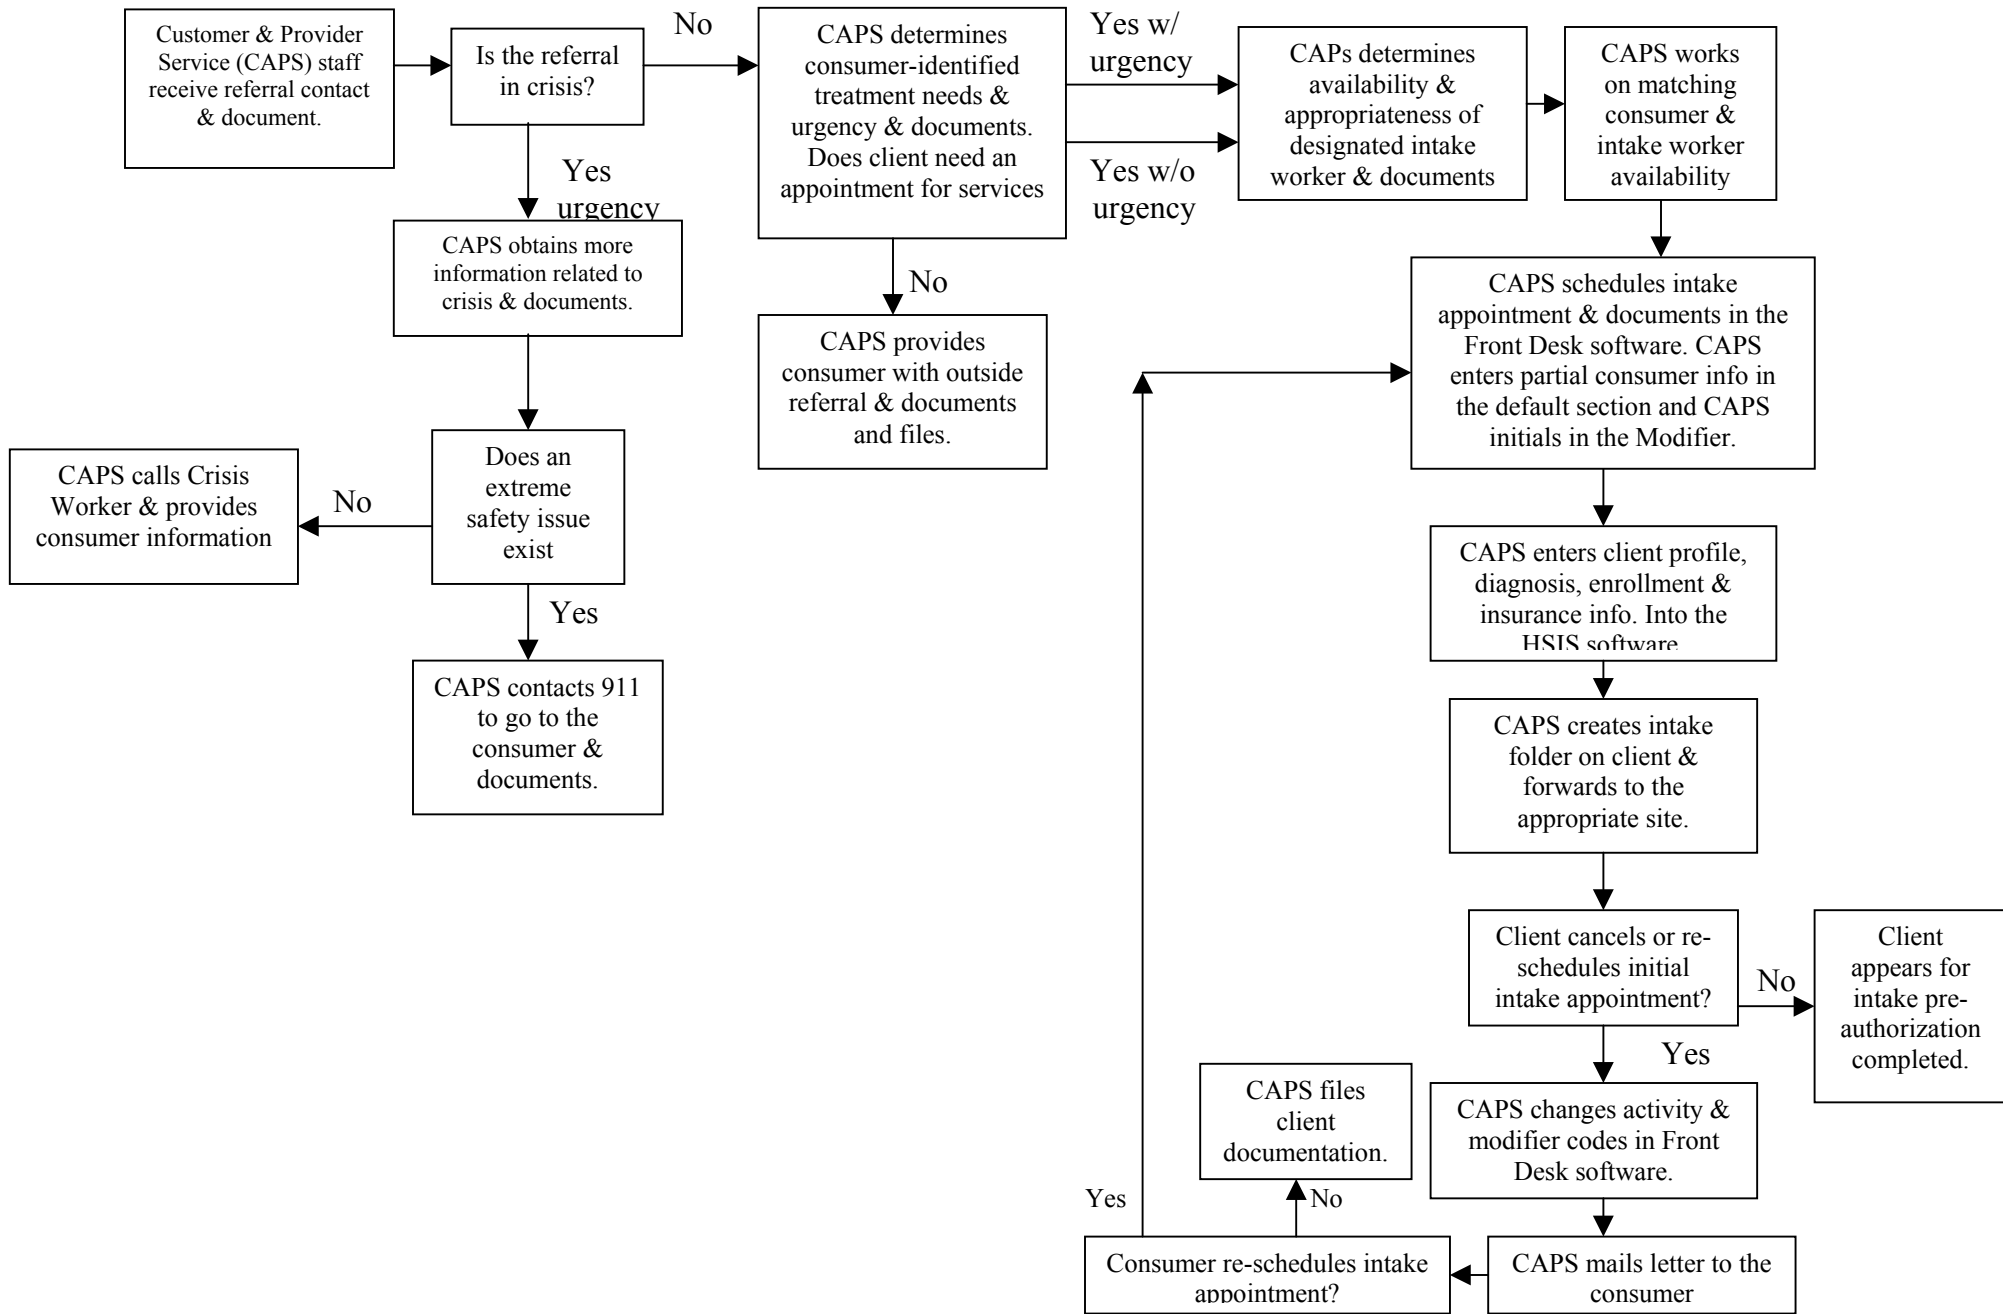 Customer & Provider
Service (CAPS) staff
receive referral contact
& document.
Is the referral
in crisis?
No
CAPS determines
consumer-identified
treatment needs &
urgency & documents.
Does client need an
appointment for services
Yes w/
urgency
Yes w/o
urgency
CAPs determines
availability &
appropriateness of
designated intake
worker & documents
CAPS works
on matching
consumer &
intake worker
availability
Yes
urgency
CAPS obtains more
information related to
crisis & documents.
No
CAPS provides
consumer with outside
referral & documents
and files.
CAPS schedules intake
appointment & documents in the
Front Desk software. CAPS
enters partial consumer info in
the default section and CAPS
initials in the Modifier.
Does an
extreme
safety issue
exist
No
CAPS calls Crisis
Worker & provides
consumer information
Yes
CAPS contacts 911
to go to the
consumer &
documents.
CAPS enters client profile,
diagnosis, enrollment &
insurance info. Into the
HSIS software
CAPS creates intake
folder on client &
forwards to the
appropriate site.
Client cancels or re-
schedules initial
intake appointment?
No
Client
appears for
intake pre-
authorization
completed.
Yes
CAPS changes activity &
modifier codes in Front
Desk software.
CAPS mails letter to the
consumer
Consumer re-schedules intake
appointment?
No
CAPS files
client
documentation.
Yes